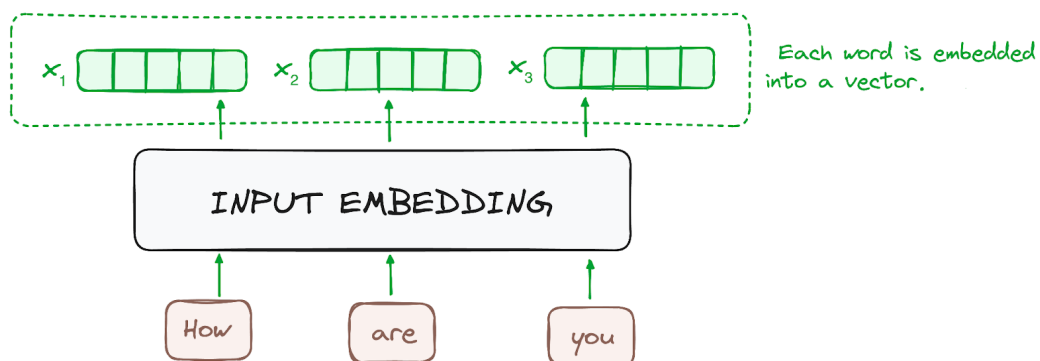 x₁
x₂
x₃
Each word is embedded
into a vector.
INPUT EMBEDDING
How
are
you